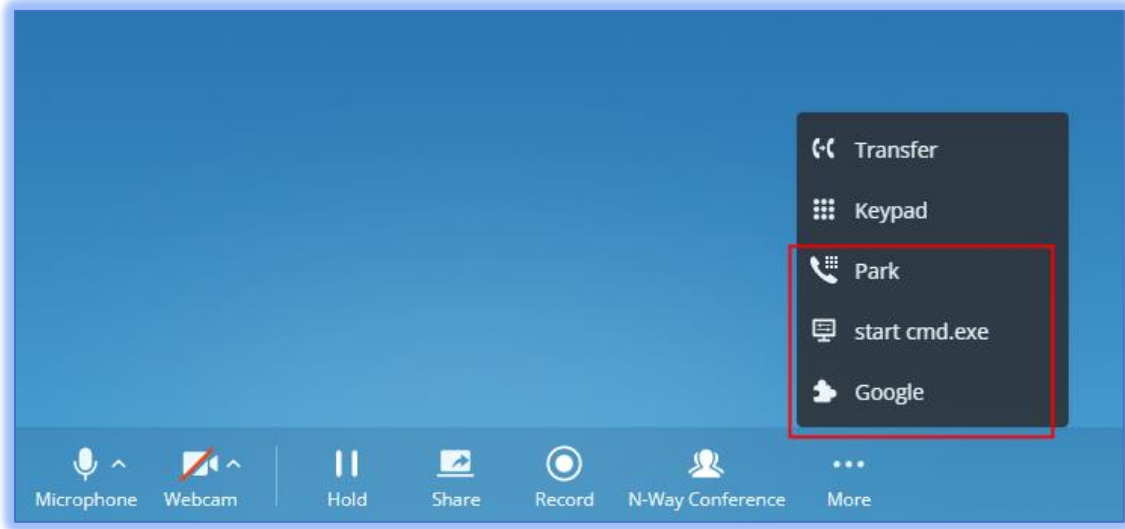 Transfer
Keypad
Park
start cmd.exe
Google
Microphone
Webcam
Hold
Share
Record
N-Way Conference
More